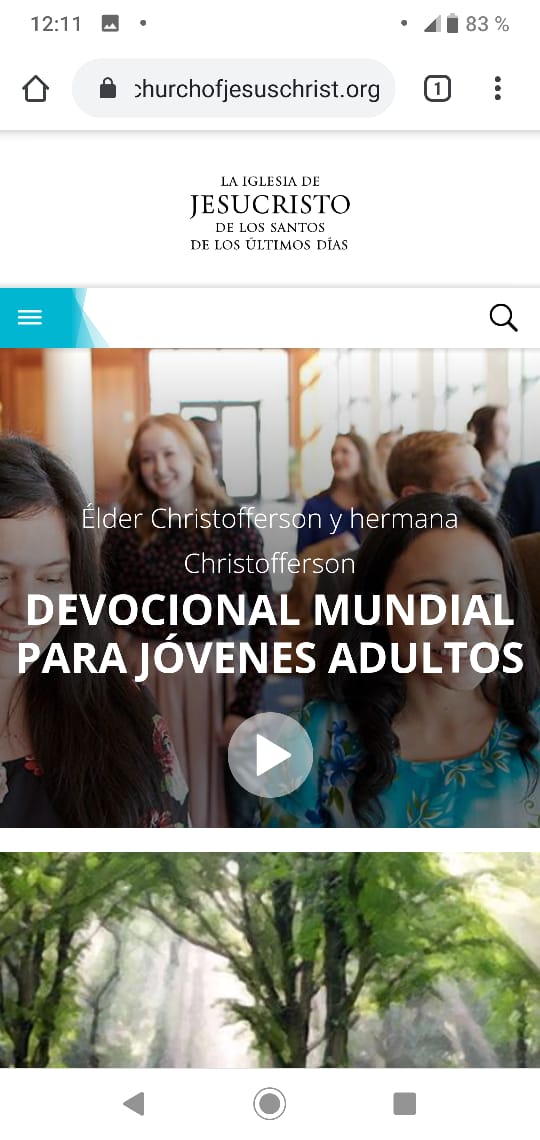 12:11
83 %
churchofjesuschrist.org
1
LA IGLESIA DE
JESUCRISTO
DE LOS SANTOS
DE LOS ÚLTIMOS DÍAS
Élder Christofferson y hermana
Christofferson
DEVOCIONAL MUNDIAL
PARA JÓVENES ADULTOS